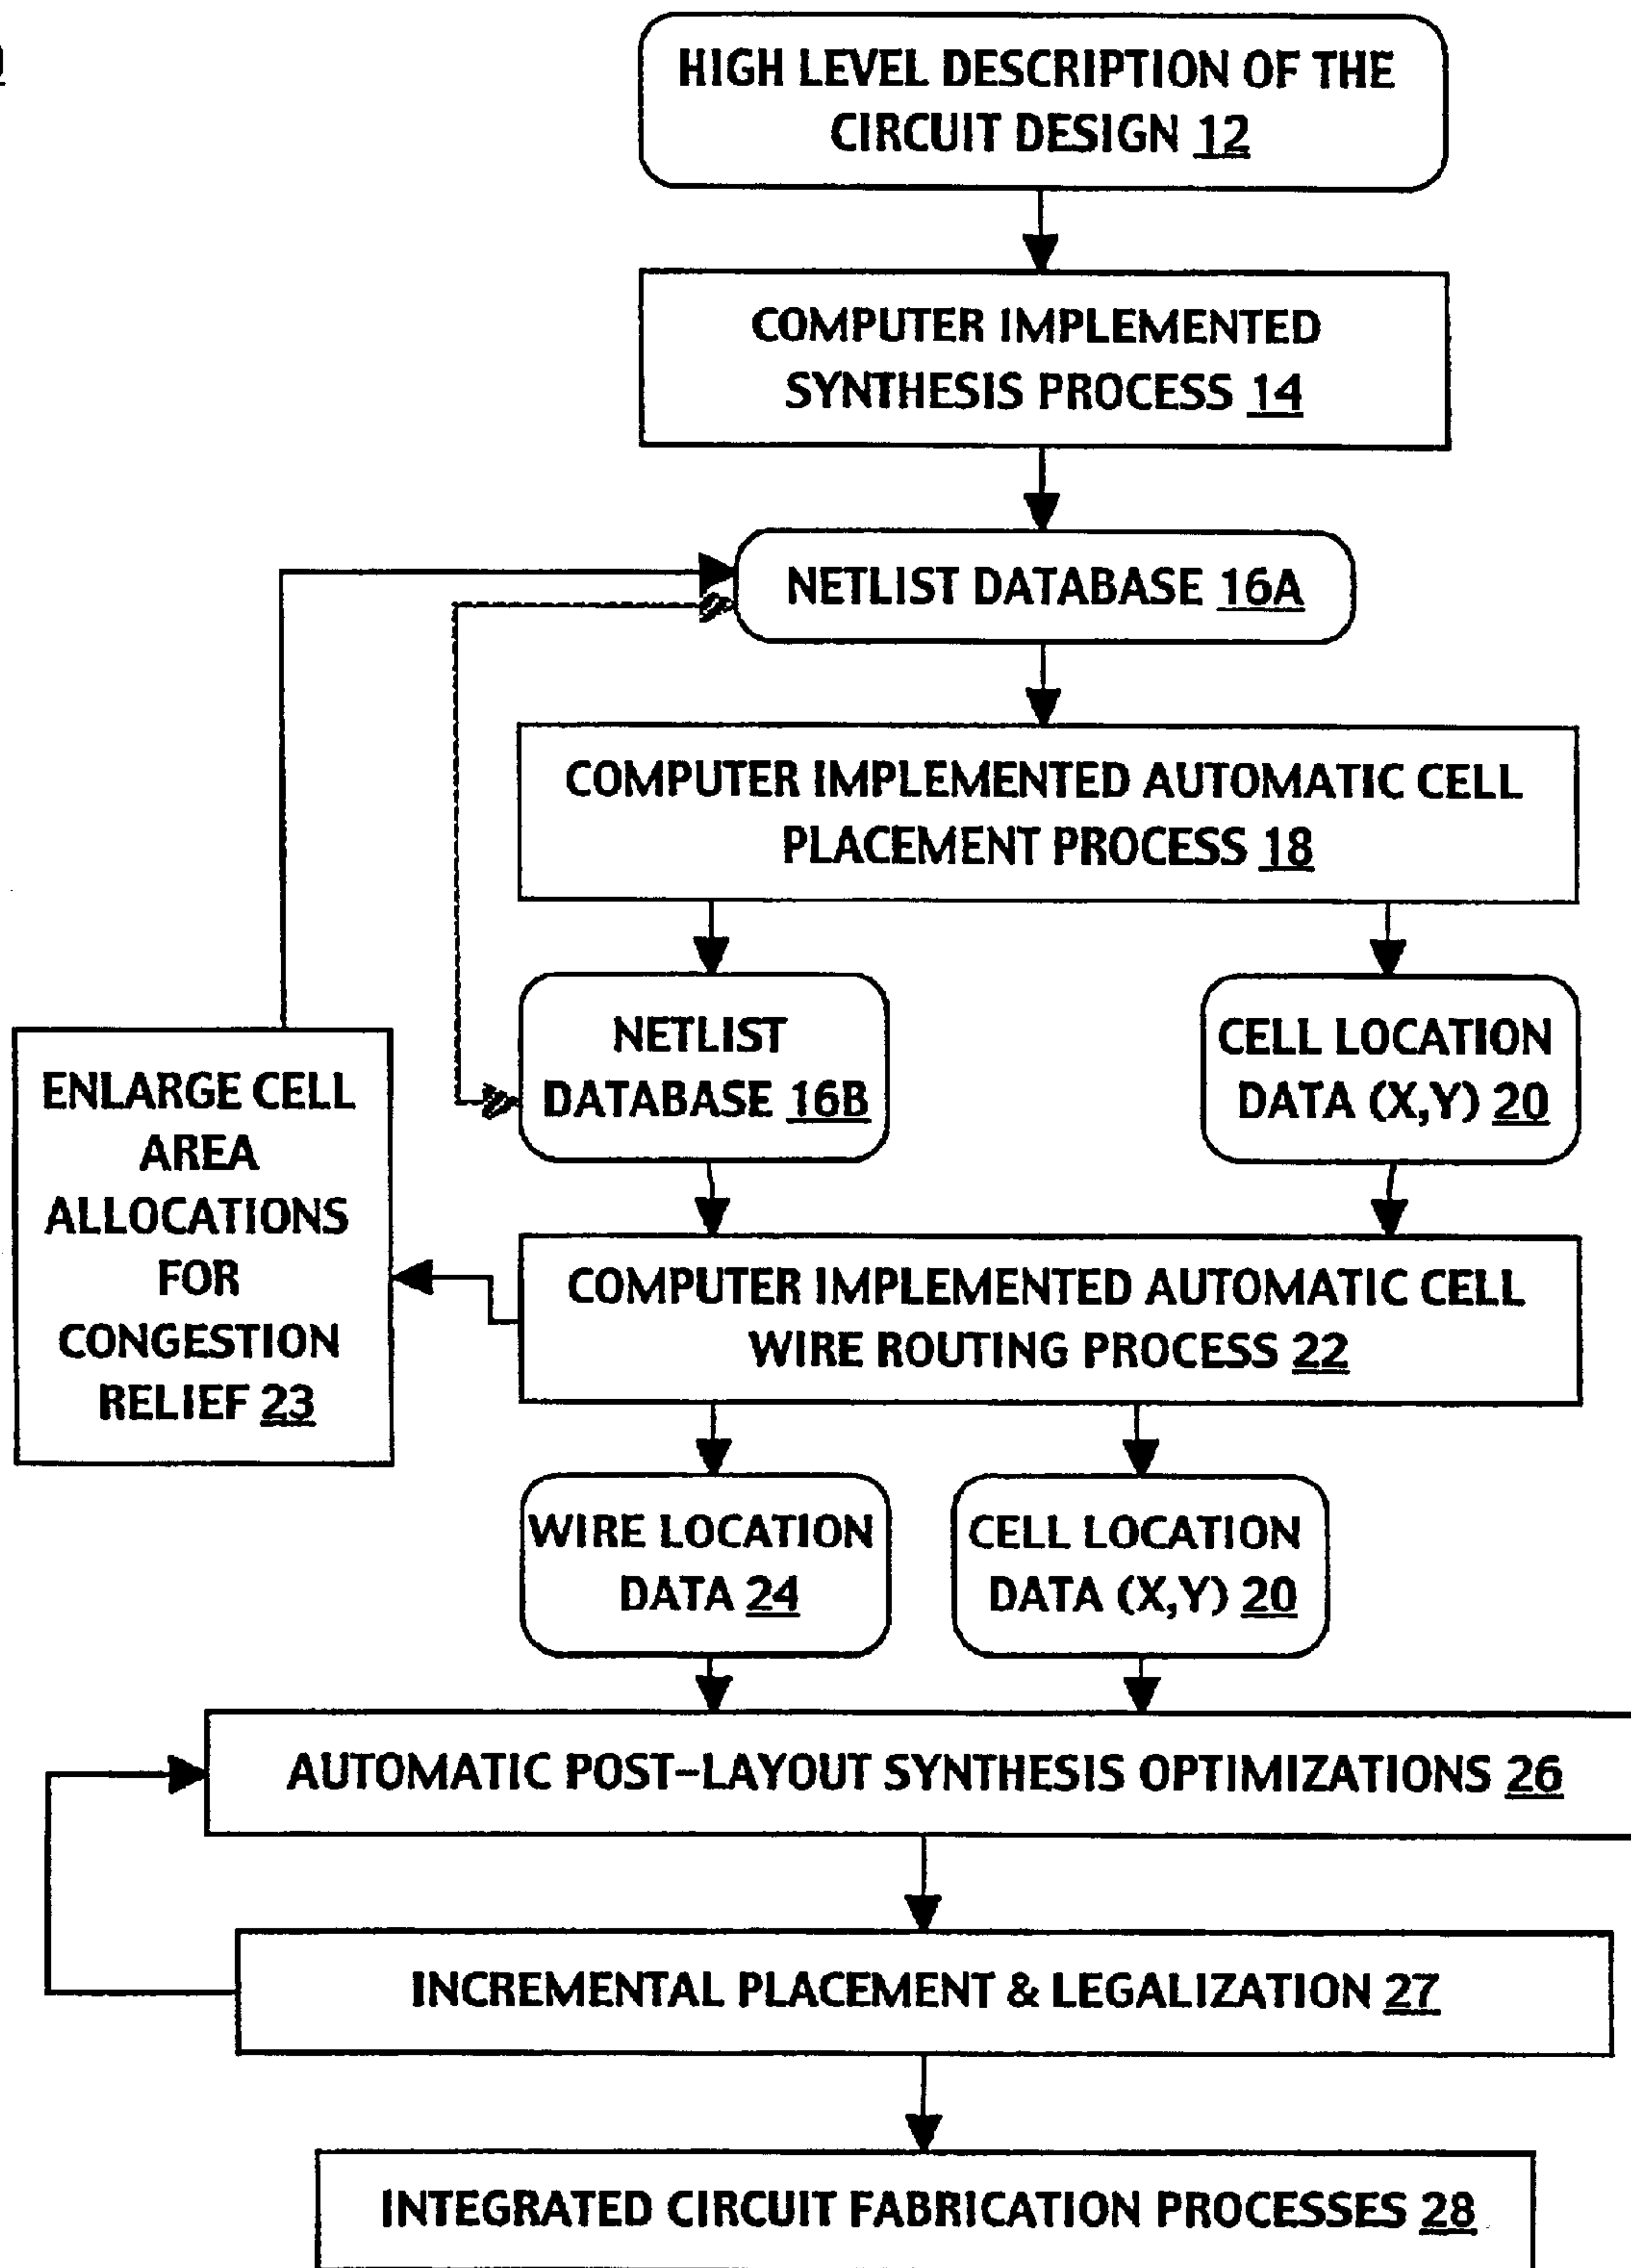 HIGH LEVEL DESCRIPTION OF THE
CIRCUIT DESIGN 12
COMPUTER IMPLEMENTED
SYNTHESIS PROCESS 14
NETLIST DATABASE 16A
COMPUTER IMPLEMENTED AUTOMATIC CELL
PLACEMENT PROCESS 18
NETLIST
DATABASE 16B
CELL LOCATION
DATA (X,Y) 20
ENLARGE CELL
AREA
ALLOCATIONS
FOR
CONGESTION
RELIEF 23
COMPUTER IMPLEMENTED AUTOMATIC CELL
WIRE ROUTING PROCESS 22
WIRE LOCATION
DATA 24
CELL LOCATION
DATA (X,Y) 20
AUTOMATIC POST-LAYOUT SYNTHESIS OPTIMIZATIONS 26
INCREMENTAL PLACEMENT & LEGALIZATION 27
INTEGRATED CIRCUIT FABRICATION PROCESSES 28